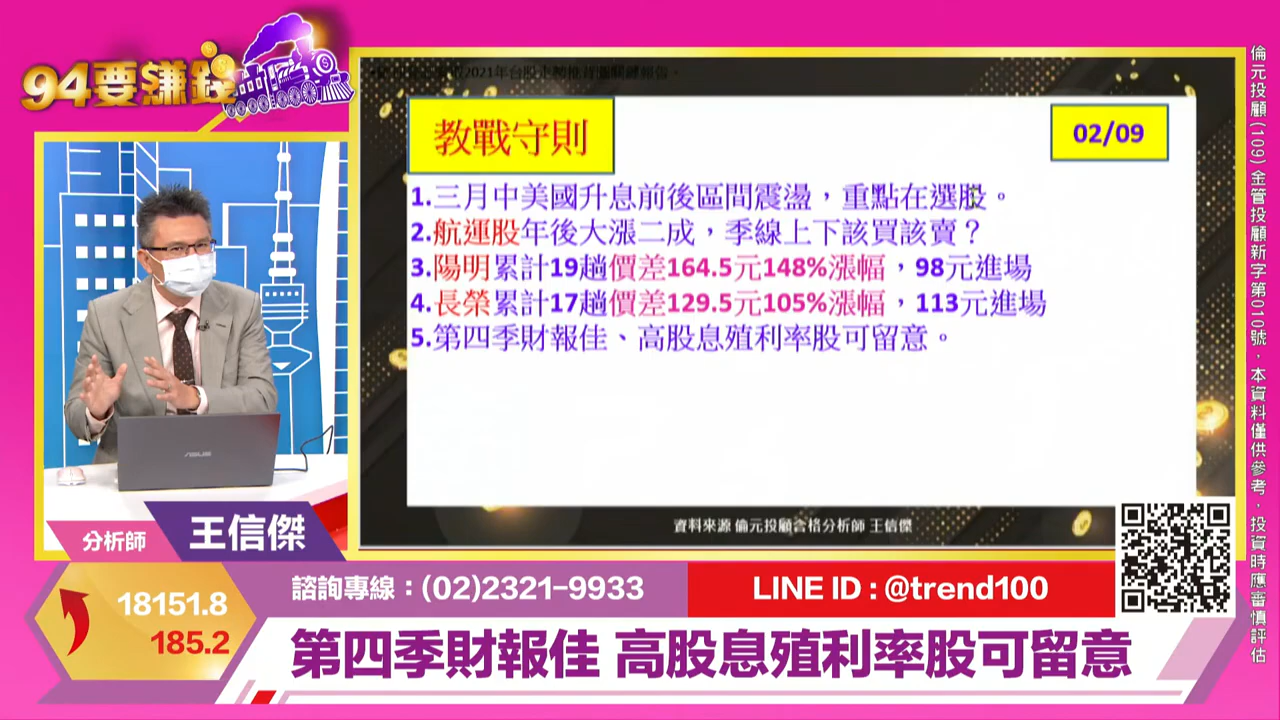 94要賺錢
教戰守則
02/09
1.三月中美國升息前後區間震盪，重點在選股。
2.航運股年後大漲二成，季線上下該買該賣？
3.陽明累計19趟價差164.5元148%漲幅，98元進場
4.長榮累計17趟價差129.5元105%漲幅，113元進場
5.第四季財報佳、高股息殖利率股可留意。
資料來源 倫元投顧合格分析師 王信傑
ASUS
分析師 王信傑
諮詢專線：(02)2321-9933
LINE ID : @trend100
18151.8
185.2
第四季財報佳 高股息殖利率股可留意
倫元投顧(109)金管投顧新字第010號，本資料僅供參考，投資時應審慎評估